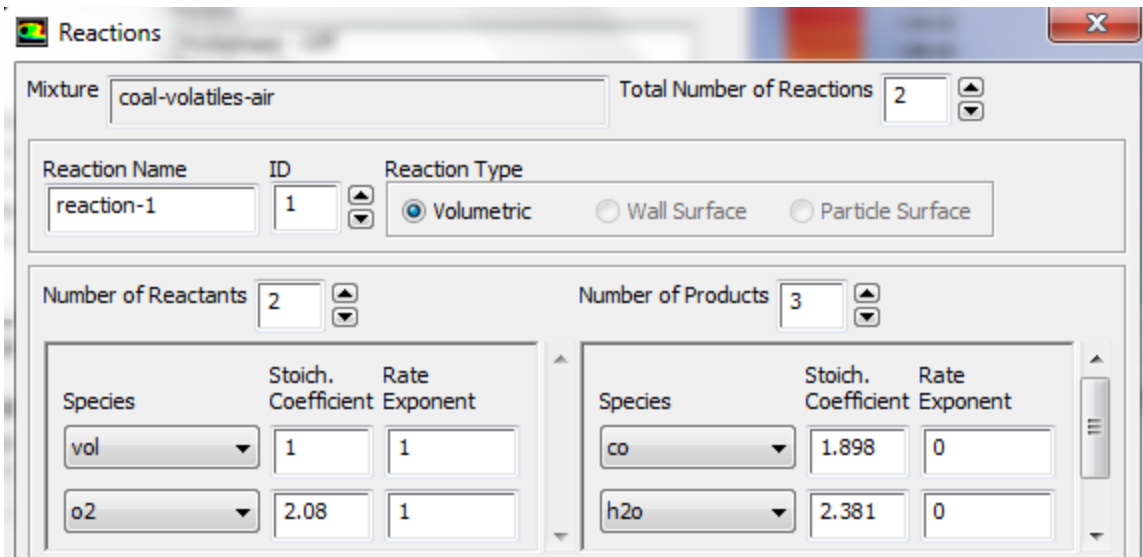 Reactions
Mixture coal-volatiles-air Total Number of Reactions 2
Reaction Name ID Reaction Type
reaction-1 1 Volumetric Wall Surface Particle Surface
Number of Reactants 2 Number of Products 3
Stoich. Rate Stoich. Rate
Species Coefficient Exponent Species Coefficient Exponent
vol 1 1 co 1.898 0
o2 2.08 1 h2o 2.381 0